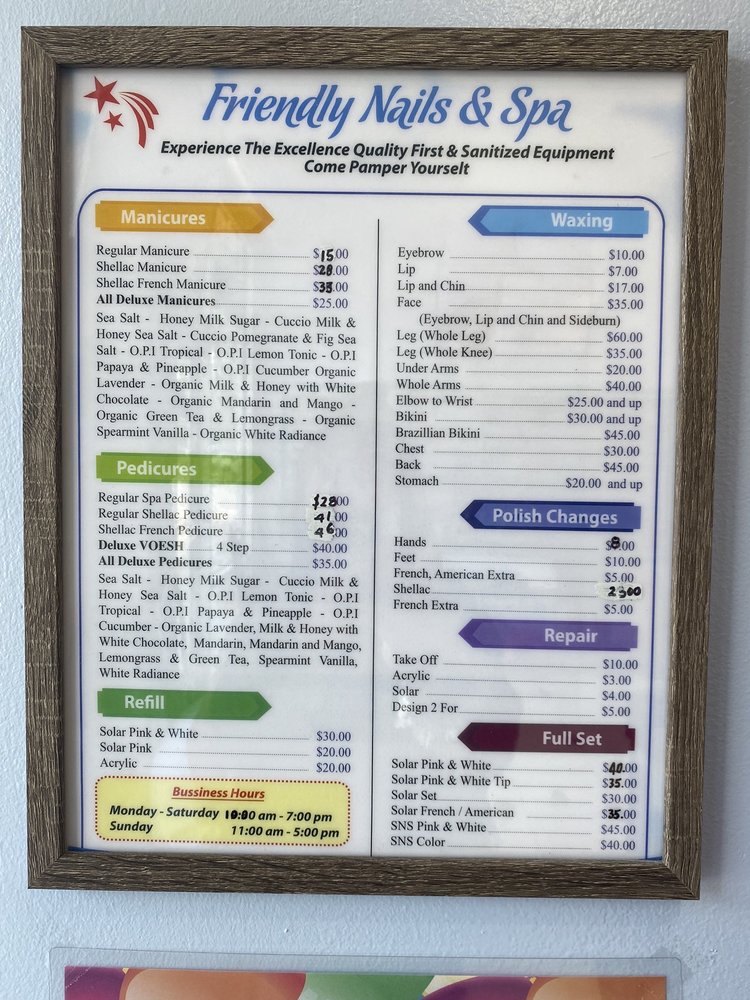 Friendly Nails & Spa
Experience The Excellence Quality First & Sanitized Equipment
Come Pamper Yourselt
Manicures
Regular Manicure $15.00
Shellac Manicure $28.00
Shellac French Manicure $33.00
All Deluxe Manicures $25.00
Sea Salt - Honey Milk Sugar - Cuccio Milk &
Honey Sea Salt - Cuccio Pomegranate & Fig Sea
Salt - O.P.I Tropical - O.P.I Lemon Tonic - O.P.I
Papaya & Pineapple - O.P.I Cucumber Organic
Lavender - Organic Milk & Honey with White
Chocolate - Organic Mandarin and Mango -
Organic Green Tea & Lemongrass - Organic
Spearmint Vanilla - Organic White Radiance
Pedicures
Regular Spa Pedicure $28.00
Regular Shellac Pedicure 41.00
Shellac French Pedicure 46.00
Deluxe VOESH 4 Step $40.00
All Deluxe Pedicures $35.00
Sea Salt - Honey Milk Sugar - Cuccio Milk &
Honey Sea Salt - O.P.I Lemon Tonic - O.P.I
Tropical - O.P.I Papaya & Pineapple - O.P.I
Cucumber - Organic Lavender, Milk & Honey with
White Chocolate, Mandarin, Mandarin and Mango,
Lemongrass & Green Tea, Spearmint Vanilla,
White Radiance
Refill
Solar Pink & White $30.00
Solar Pink $20.00
Acrylic $20.00
Bussiness Hours
Monday - Saturday 10:00 am - 7:00 pm
Sunday 11:00 am - 5:00 pm
Waxing
Eyebrow $10.00
Lip $7.00
Lip and Chin $17.00
Face $35.00
(Eyebrow, Lip and Chin and Sideburn)
Leg (Whole Leg) $60.00
Leg (Whole Knee) $35.00
Under Arms $20.00
Whole Arms $40.00
Elbow to Wrist $25.00 and up
Bikini $30.00 and up
Brazillian Bikini $45.00
Chest $30.00
Back $45.00
Stomach $20.00 and up
Polish Changes
Hands $8.00
Feet $10.00
French, American Extra $5.00
Shellac 2500
French Extra $5.00
Repair
Take Off $10.00
Acrylic $3.00
Solar $4.00
Design 2 For $5.00
Full Set
Solar Pink & White $40.00
Solar Pink & White Tip $35.00
Solar Set $30.00
Solar French / American $35.00
SNS Pink & White $45.00
SNS Color $40.00